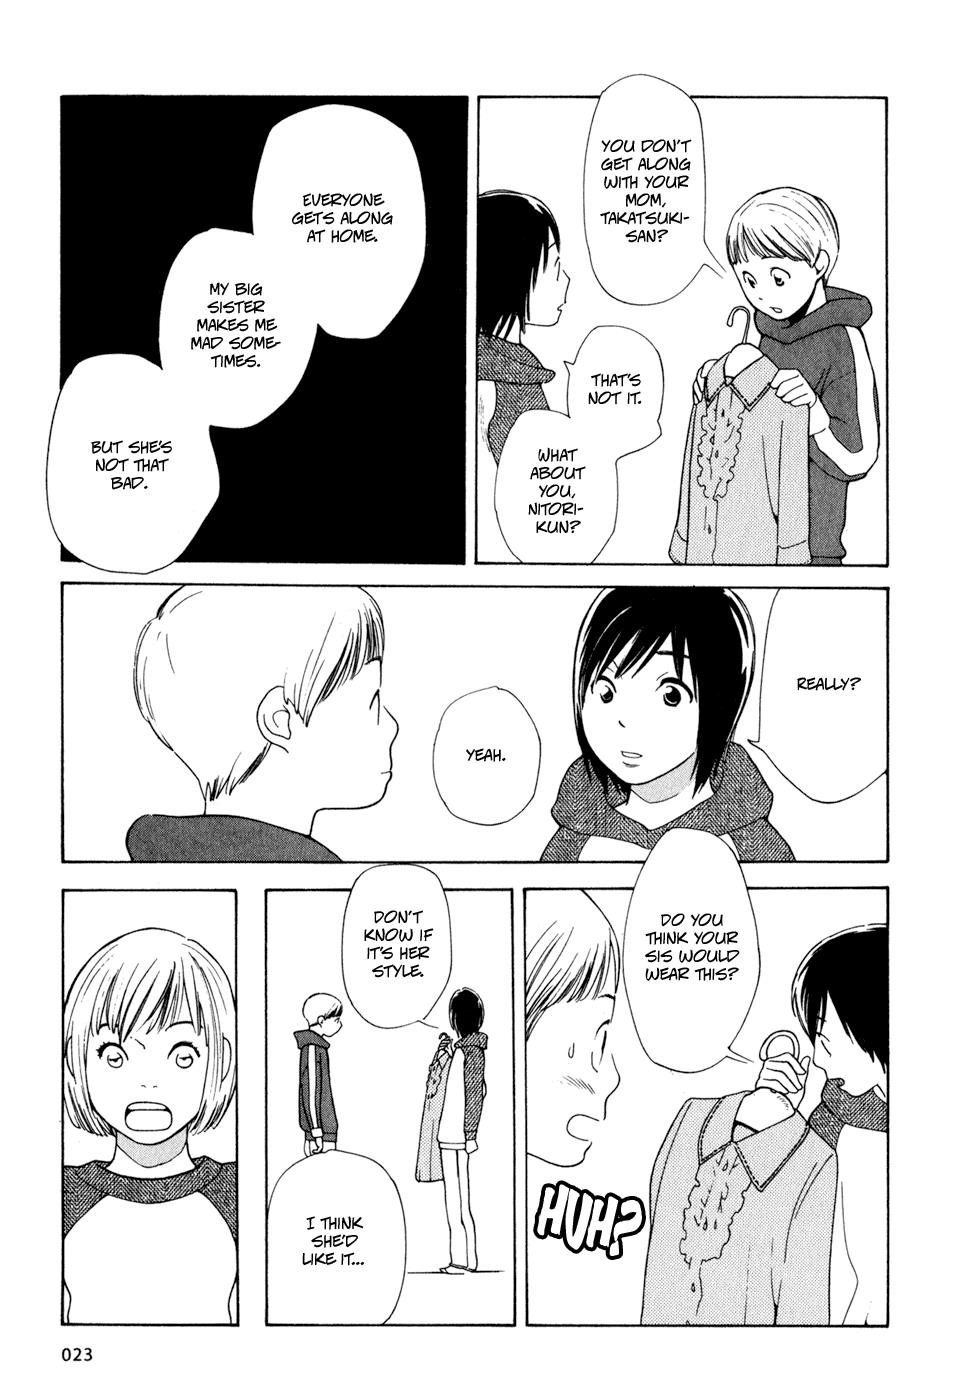 YOU DON'T
GET ALONG
WITH YOUR
MOM,
TAKATSUKI-
SAN?
THAT'S
NOT IT.
WHAT
ABOUT
YOU,
NITORI-
KUN?
EVERYONE
GETS ALONG
AT HOME.
MY BIG
SISTER
MAKES ME
MAD SOME-
TIMES.
BUT SHE'S
NOT THAT
BAD.
REALLY?
YEAH.
DO YOU
THINK YOUR
SIS WOULD
WEAR THIS?
HUH?
DON'T
KNOW IF
IT'S HER
STYLE.
I THINK
SHE'D
LIKE IT...
023